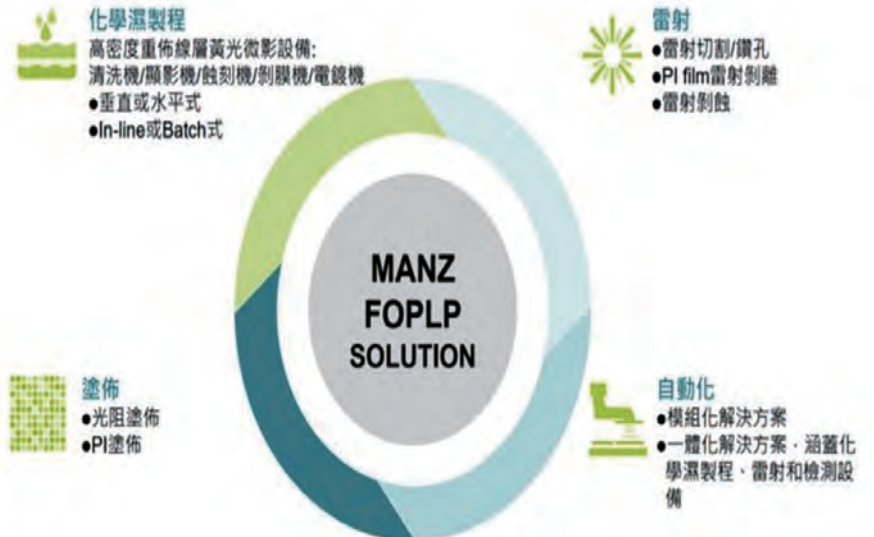 化學濕製程
高密度重佈線層黃光微影設備:
清洗機/顯影機/蝕刻機/剝膜機/電鍍機
●垂直或水平式
●In-line或Batch式
雷射
●雷射切割/鑽孔
●PI film雷射剝離
●雷射剝蝕
MANZ
FOPLP
SOLUTION
塗佈
●光阻塗佈
●PI塗佈
自動化
●模組化解決方案
●一體化解決方案，涵蓋化
學濕製程、雷射和檢測設
備